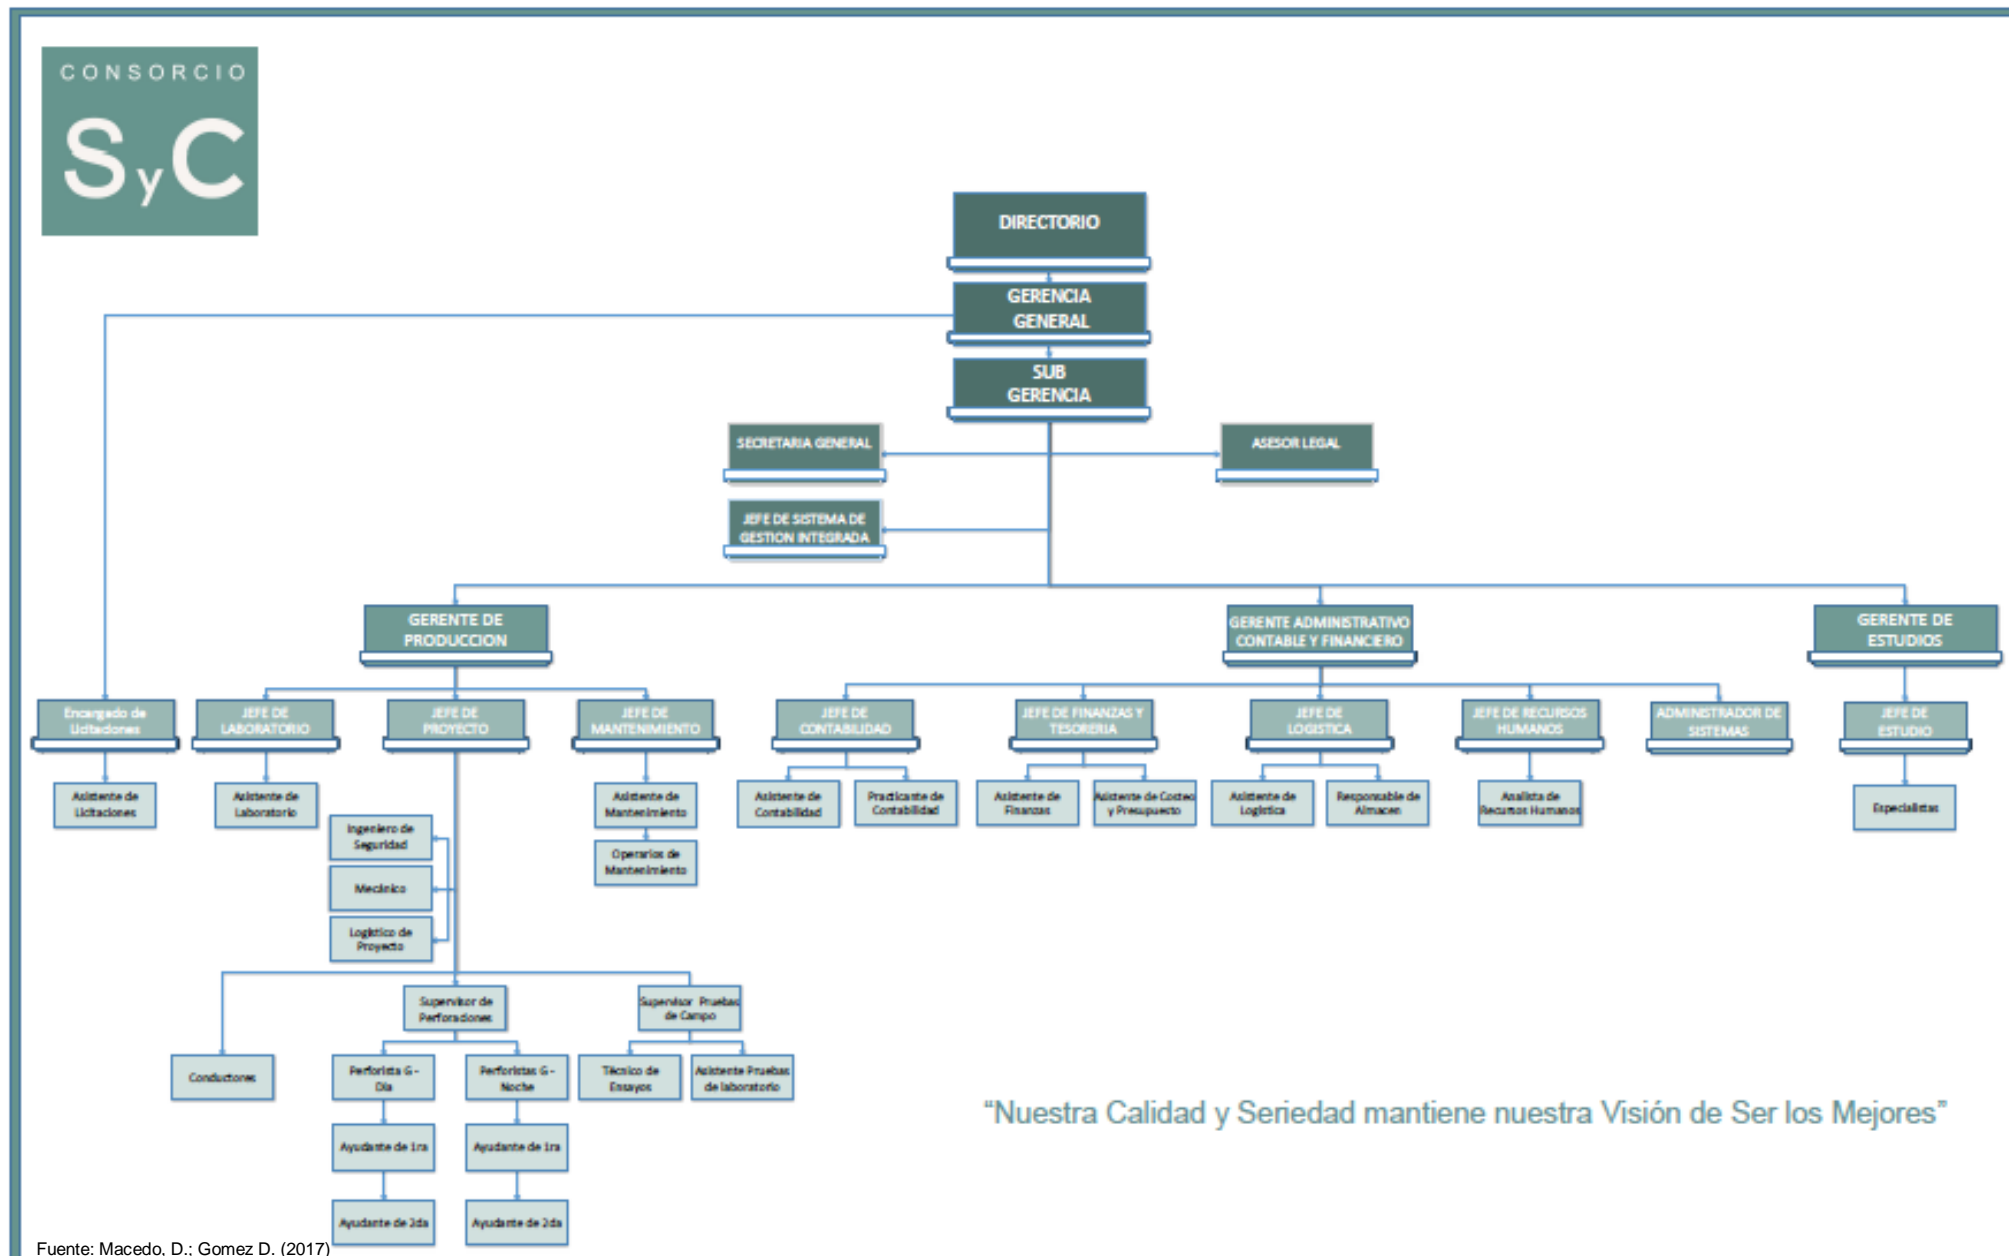 CONSORCIO
SyC
DIRECTORIO
GERENCIA
GENERAL
SUB
GERENCIA
SECRETARIA GENERAL
ASESOR LEGAL
JEFE DE SISTEMA DE
GESTION INTEGRADA
GERENTE DE
PRODUCCION
GERENTE ADMINISTRATIVO
CONTABLE Y FINANCIERO
GERENTE DE
ESTUDIOS
Encargado de
Licitaciones
JEFE DE
LABORATORIO
JEFE DE
PROYECTO
JEFE DE
MANTENIMIENTO
JEFE DE
CONTABILIDAD
JEFE DE FINANZAS Y
TESORERIA
JEFE DE
LOGISTICA
JEFE DE RECURSOS
HUMANOS
ADMINISTRADOR DE
SISTEMAS
JEFE DE
ESTUDIO
Asistente de
Licitaciones
Asistente de
Laboratorio
Asistente de
Mantenimiento
Asistente de
Contabilidad
Practicante de
Contabilidad
Asistente de
Finanzas
Asistente de Costeo
y Presupuesto
Asistente de
Logística
Responsable de
Almacen
Analista de
Recursos Humanos
Especialistas
Ingeniero de
Seguridad
Operarios de
Mantenimiento
Mecánico
Logístico de
Proyecto
Supervisor de
Perforaciones
Supervisor Pruebas
de Campo
Conductores
Perforista G -
Día
Perforistas G -
Noche
Técnico de
Ensayos
Asistente Pruebas
de laboratorio
Ayudante de 1ra
Ayudante de 1ra
Ayudante de 2da
Ayudante de 2da
“Nuestra Calidad y Seriedad mantiene nuestra Visión de Ser los Mejores”
Fuente: Macedo, D.; Gomez D. (2017)